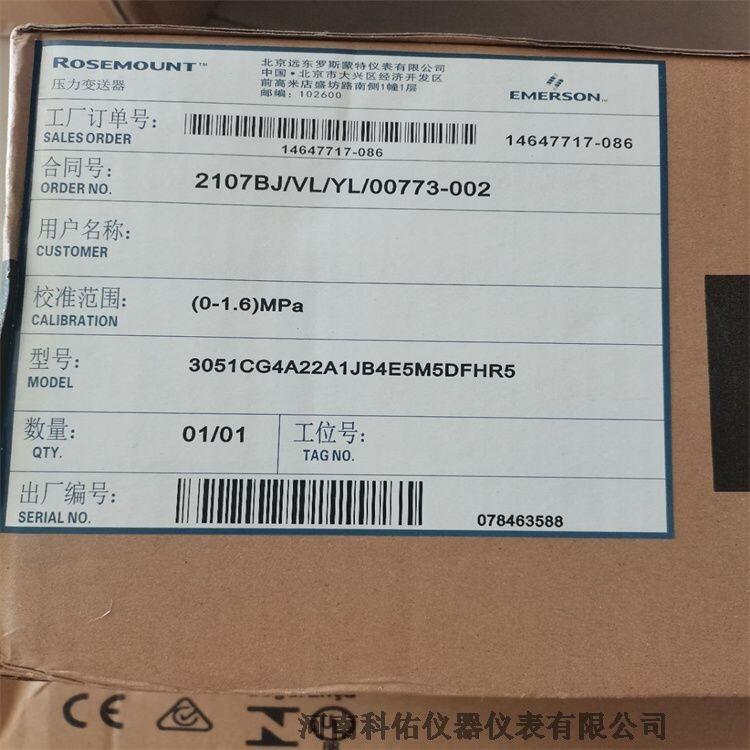 ROSEMOUNT™
压力变送器
北京远东罗斯蒙特仪表有限公司
中国·北京市大兴区经济开发区
前高米店盛坊路南侧1幢1层
邮编：102600
EMERSON™
工厂订单号：
SALES ORDER
14647717-086
14647717-086
合同号：
ORDER NO.
2107BJ/VL/YL/00773-002
用户名称：
CUSTOMER
校准范围：
CALIBRATION
(0-1.6)MPa
型号：
MODEL
3051CG4A22A1JB4E5M5DFHR5
数量：
QTY.
01/01
工位号：
TAG NO.
出厂编号：
SERIAL NO.
078463588
CE
河南科佑仪器仪表有限公司